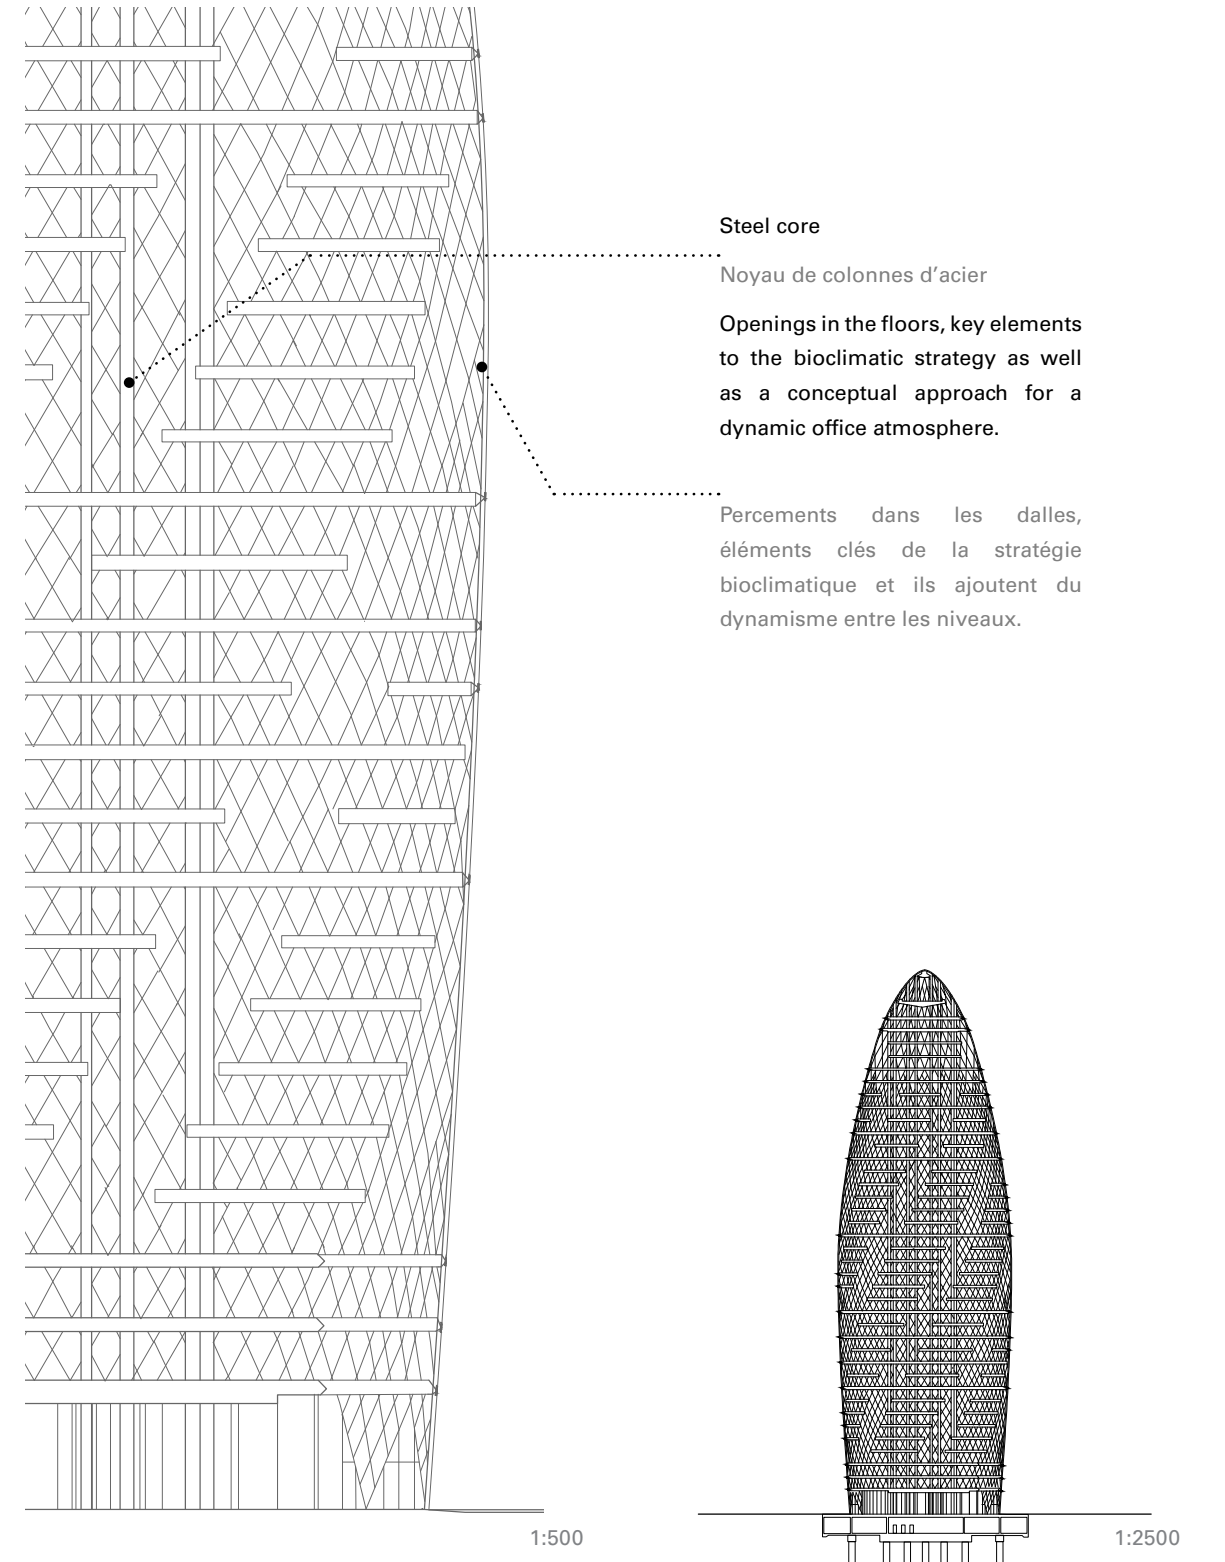 Steel core
Noyau de colonnes d’acier
Openings in the floors, key elements
to the bioclimatic strategy as well
as a conceptual approach for a
dynamic office atmosphere.
Percements dans les dalles,
éléments clés de la stratégie
bioclimatique et ils ajoutent du
dynamisme entre les niveaux.
1:500
1:2500